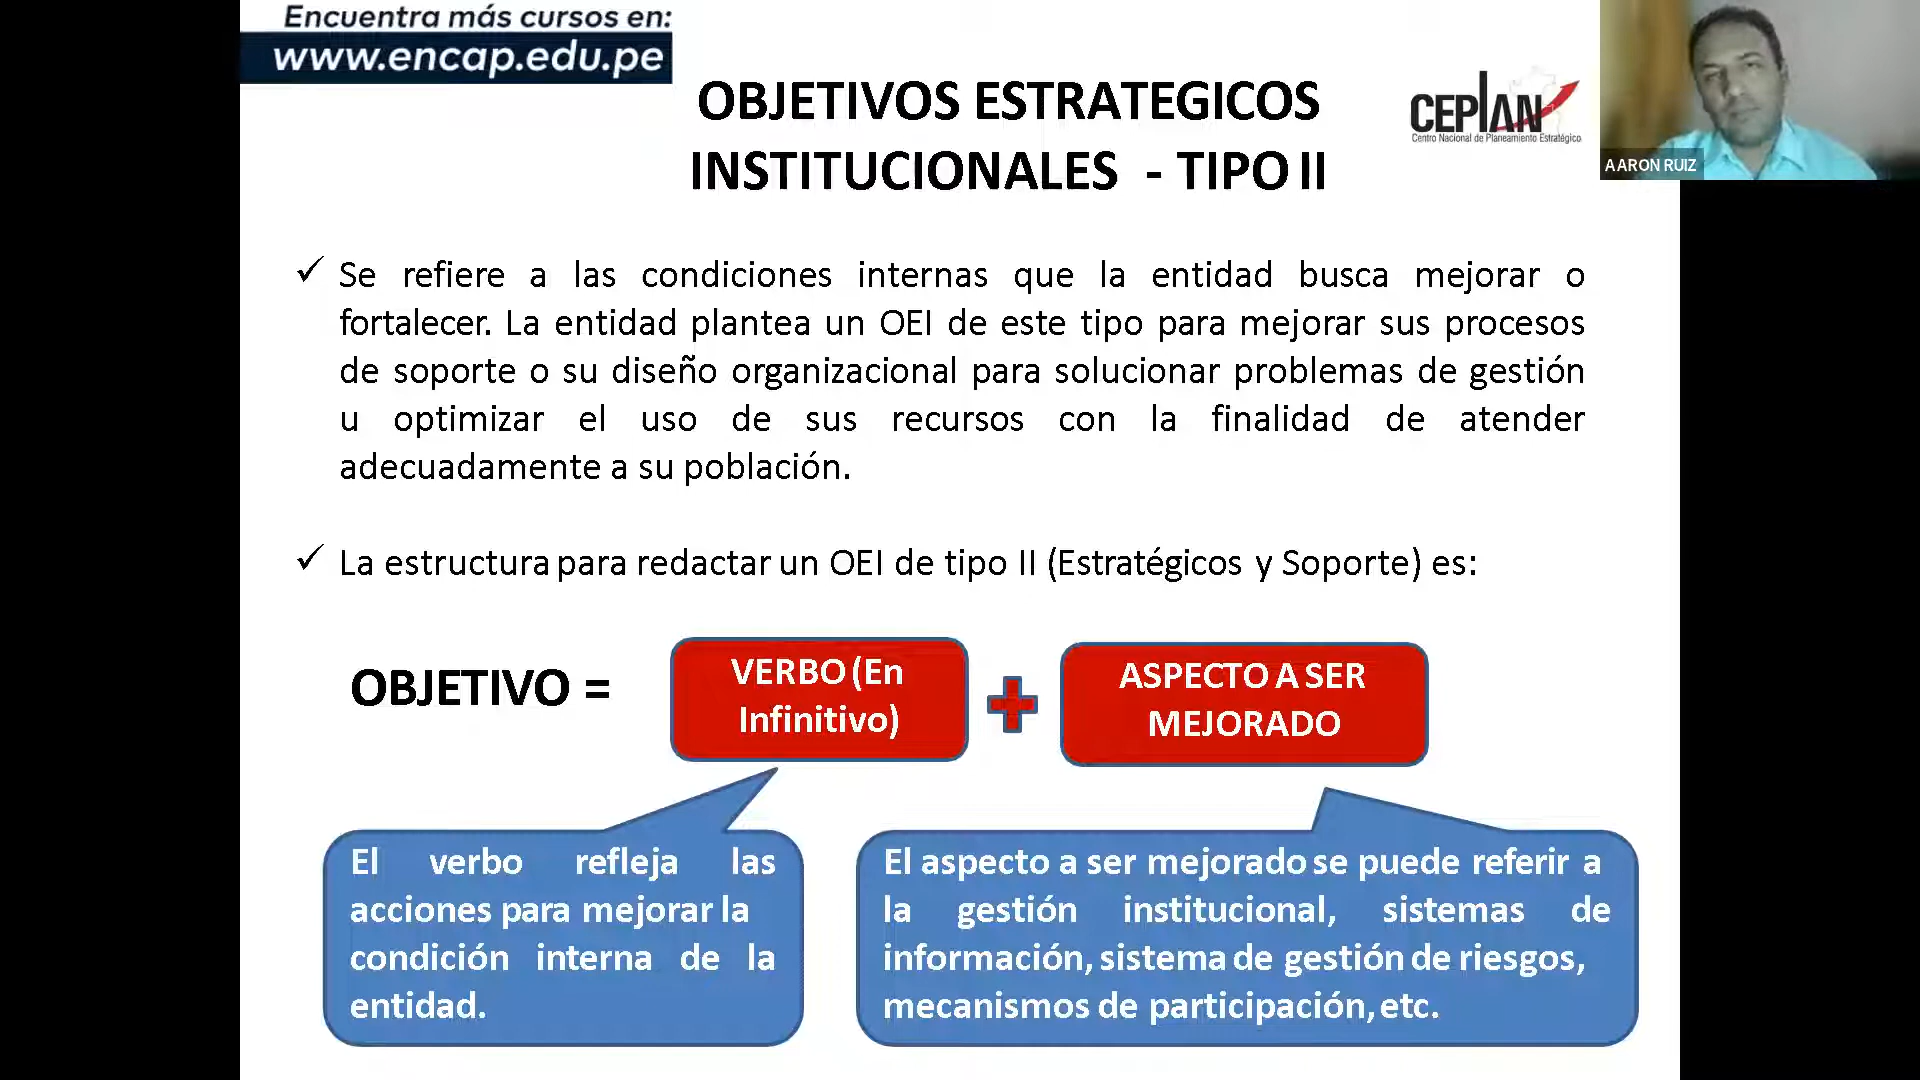 Encuentra más cursos en:
www.encap.edu.pe
OBJETIVOS ESTRATEGICOS
INSTITUCIONALES - TIPO II
CEPLAN
Centro Nacional de Planeamiento Estratégico
AARON RUIZ
✓ Se refiere a las condiciones internas que la entidad busca mejorar o
fortalecer. La entidad plantea un OEI de este tipo para mejorar sus procesos
de soporte o su diseño organizacional para solucionar problemas de gestión
u optimizar el uso de sus recursos con la finalidad de atender
adecuadamente a su población.
✓ La estructura para redactar un OEI de tipo II (Estratégicos y Soporte) es:
OBJETIVO =
VERBO (En
Infinitivo)
ASPECTO A SER
MEJORADO
El verbo refleja las
acciones para mejorar la
condición interna de la
entidad.
El aspecto a ser mejorado se puede referir a
la gestión institucional, sistemas de
información, sistema de gestión de riesgos,
mecanismos de participación, etc.